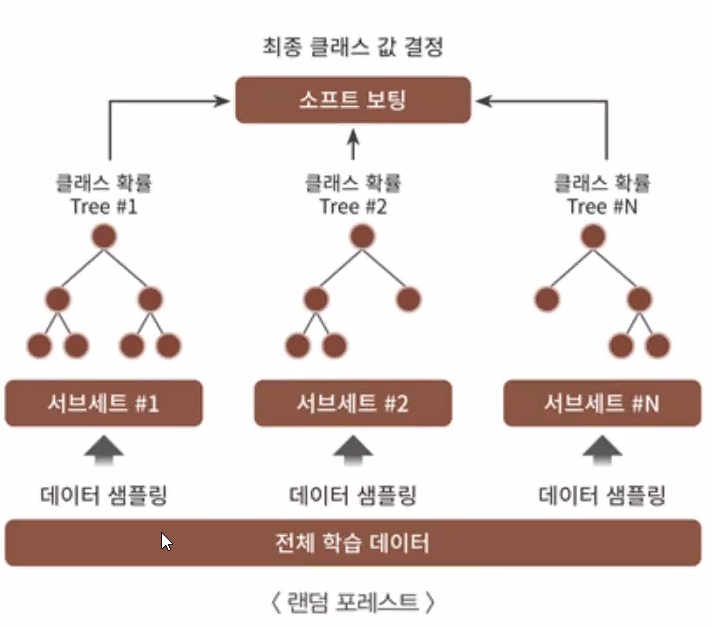 최종 클래스 값 결정
소프트 보팅
클래스 확률 클래스 확률 클래스 확률
Tree #1 Tree #2 Tree #N
서브세트 #1 서브세트 #2 서브세트 #N
데이터 샘플링 데이터 샘플링 데이터 샘플링
전체 학습 데이터
〈 랜덤 포레스트 〉